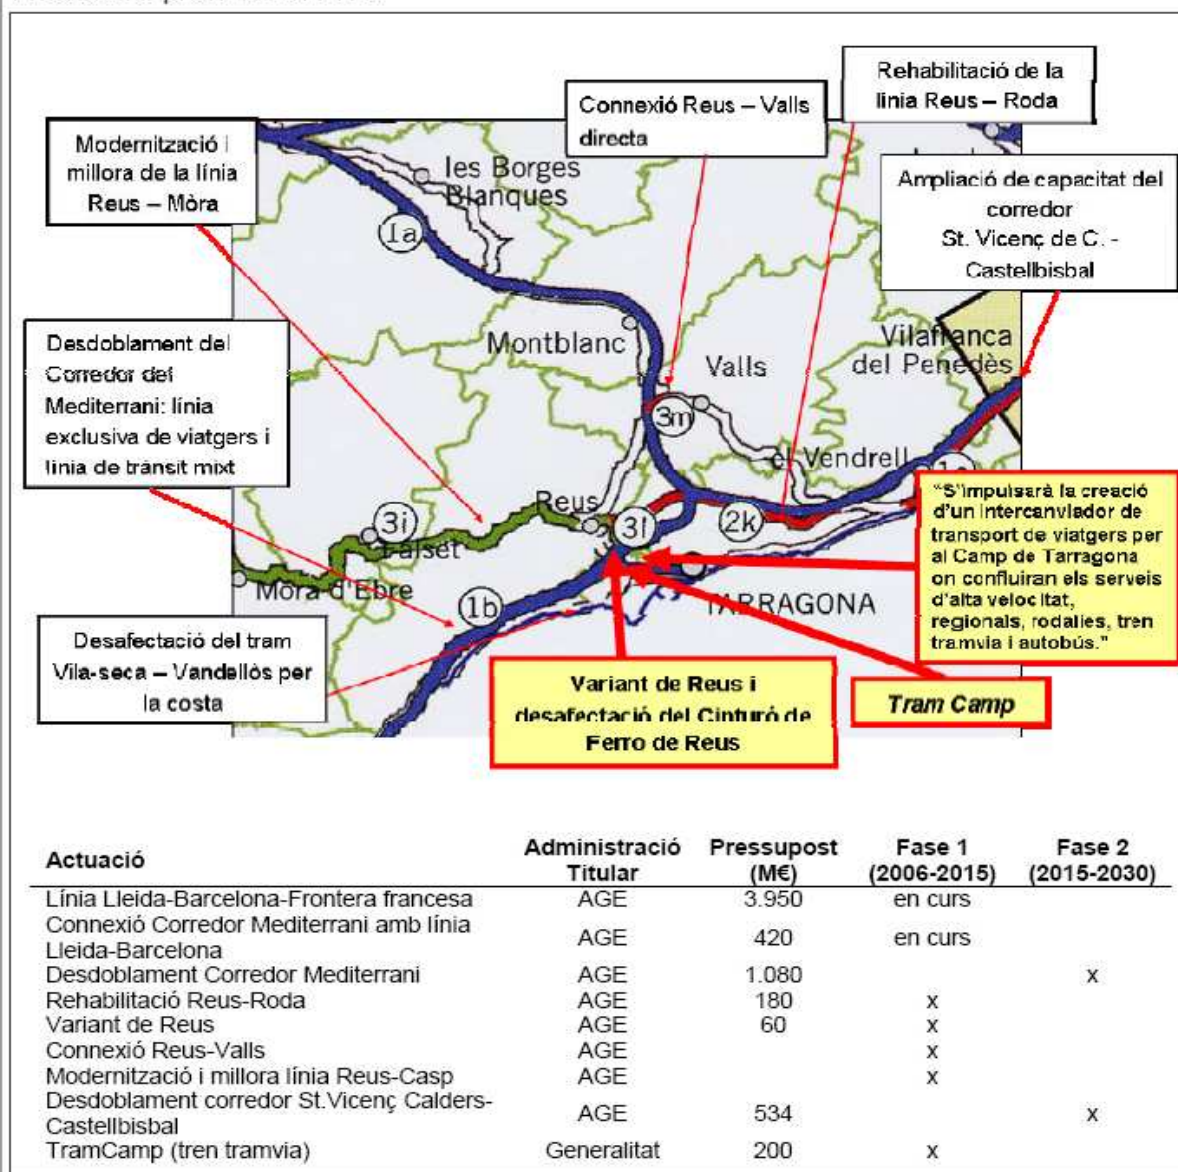 Connexió Reus – Valls
directa
Rehabilitació de la
línia Reus – Roda
Modernització i
millora de la línia
Reus – Mòra
Ampliació de capacitat del
corredor
St. Vicenç de C. -
Castellbisbal
Desdoblament del
Corredor del
Mediterrani: línia
exclusiva de viatgers i
línia de trànsit mixt
les Borges
Blanques
1a
Montblanc
Valls
Vilafranca
del Penedès
3m
el Vendrell
Reus
3i
Falset
3l
2k
Móra d'Ebre
1b
TARRAGONA
"S'impulsarà la creació
d'un intercanviador de
transport de viatgers per
al Camp de Tarragona
on confluiran els serveis
d'alta velocitat,
regionals, rodalies, tren
tramvia i autobús."
Desafectació del tram
Vila-seca – Vandellòs per
la costa
Variant de Reus i
desafectació del Cinturó de
Ferro de Reus
Tram Camp
Actuació Administració Titular Pressupost (M€) Fase 1 (2006-2015) Fase 2 (2015-2030)
Línia Lleida-Barcelona-Frontera francesa AGE 3.950 en curs
Connexió Corredor Mediterrani amb línia
Lleida-Barcelona AGE 420 en curs
Desdoblament Corredor Mediterrani AGE 1.080 x
Rehabilitació Reus-Roda AGE 180 x
Variant de Reus AGE 60 x
Connexió Reus-Valls AGE x
Modernització i millora línia Reus-Casp AGE x
Desdoblament corredor St.Vicenç Calders-
Castellbisbal AGE 534 x
TramCamp (tren tramvia) Generalitat 200 x